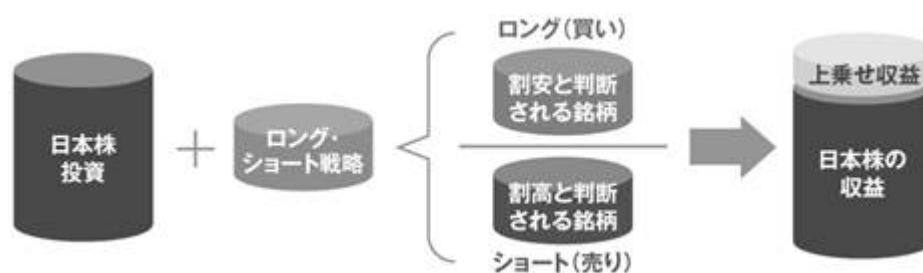 日本株
投資
+
ロング・
ショート戦略
ロング(買い)
割安と判断
される銘柄
割高と判断
される銘柄
ショート(売り)
上乗せ収益
日本株の
収益